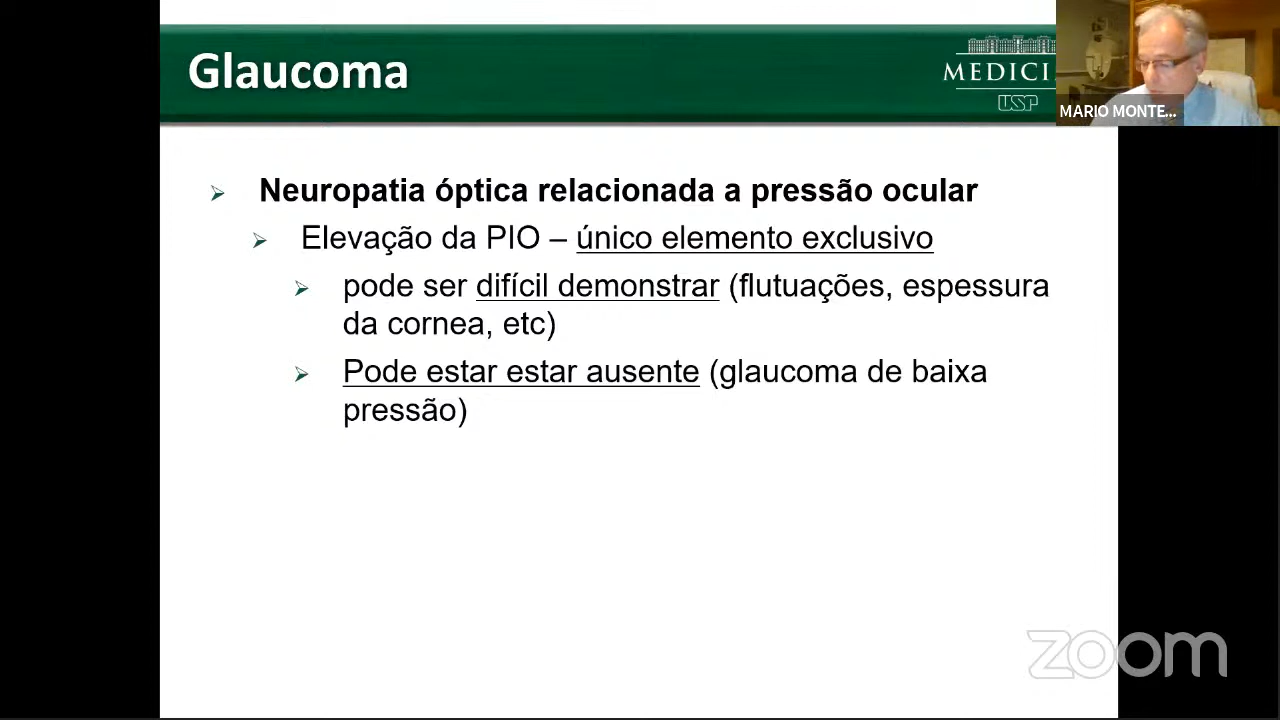 Glaucoma
MEDICI
USP
MARIO MONTE...
Neuropatia óptica relacionada a pressão ocular
Elevação da PIO – único elemento exclusivo
pode ser difícil demonstrar (flutuações, espessura
da cornea, etc)
Pode estar estar ausente (glaucoma de baixa
pressão)
zoom